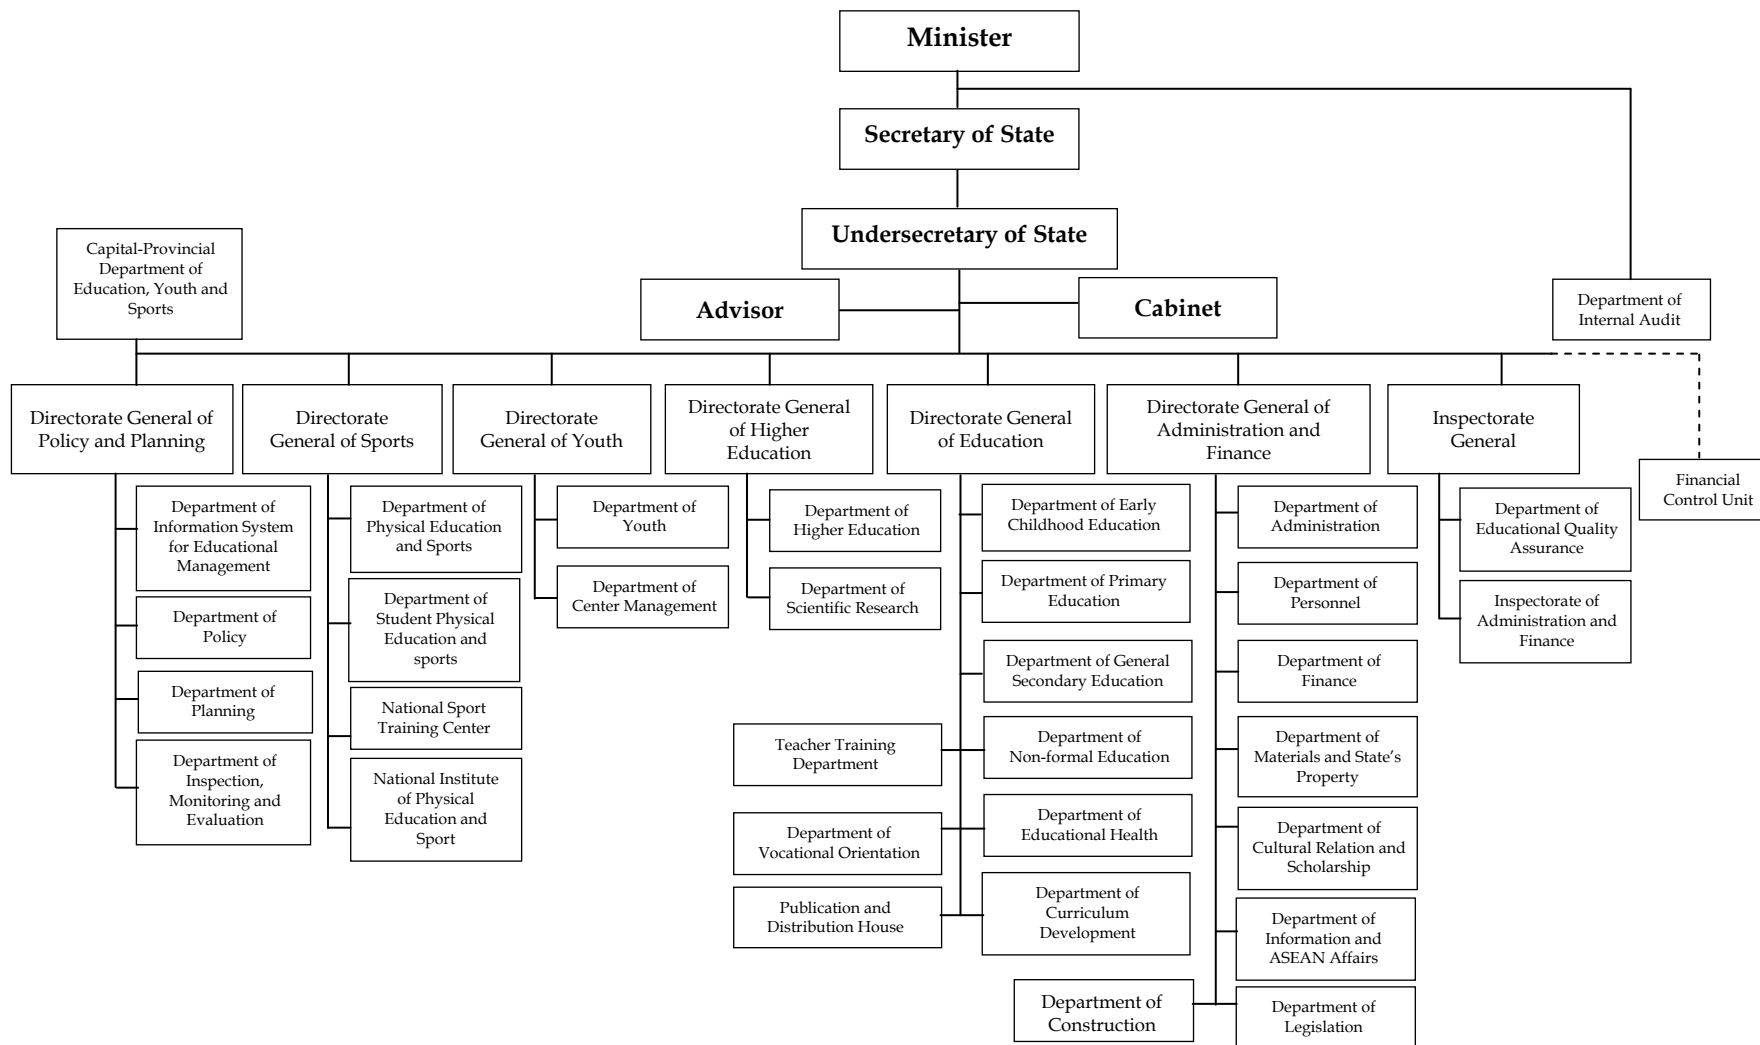 Minister
Secretary of State
Undersecretary of State
Capital-Provincial
Department of
Education, Youth and
Sports
Advisor
Cabinet
Department of
Internal Audit
Directorate General of
Policy and Planning
Directorate
General of Sports
Directorate
General of Youth
Directorate General
of Higher
Education
Directorate General
of Education
Directorate General of
Administration and
Finance
Inspectorate
General
Financial
Control Unit
Department of
Information System
for Educational
Management
Department of
Policy
Department of
Planning
Department of
Inspection,
Monitoring and
Evaluation
Department of
Physical Education
and Sports
Department of
Student Physical
Education and
sports
National Sport
Training Center
National Institute
of Physical
Education and
Sport
Department of
Youth
Department of
Center Management
Department of
Higher Education
Department of
Scientific Research
Department of Early
Childhood Education
Department of Primary
Education
Department of General
Secondary Education
Teacher Training
Department
Department of
Non-formal Education
Department of
Vocational Orientation
Department of
Educational Health
Publication and
Distribution House
Department of
Curriculum
Development
Department of
Administration
Department of
Personnel
Department of
Finance
Department of
Materials and State’s
Property
Department of
Cultural Relation and
Scholarship
Department of
Information and
ASEAN Affairs
Department of
Construction
Department of
Legislation
Department of
Educational Quality
Assurance
Inspectorate of
Administration and
Finance